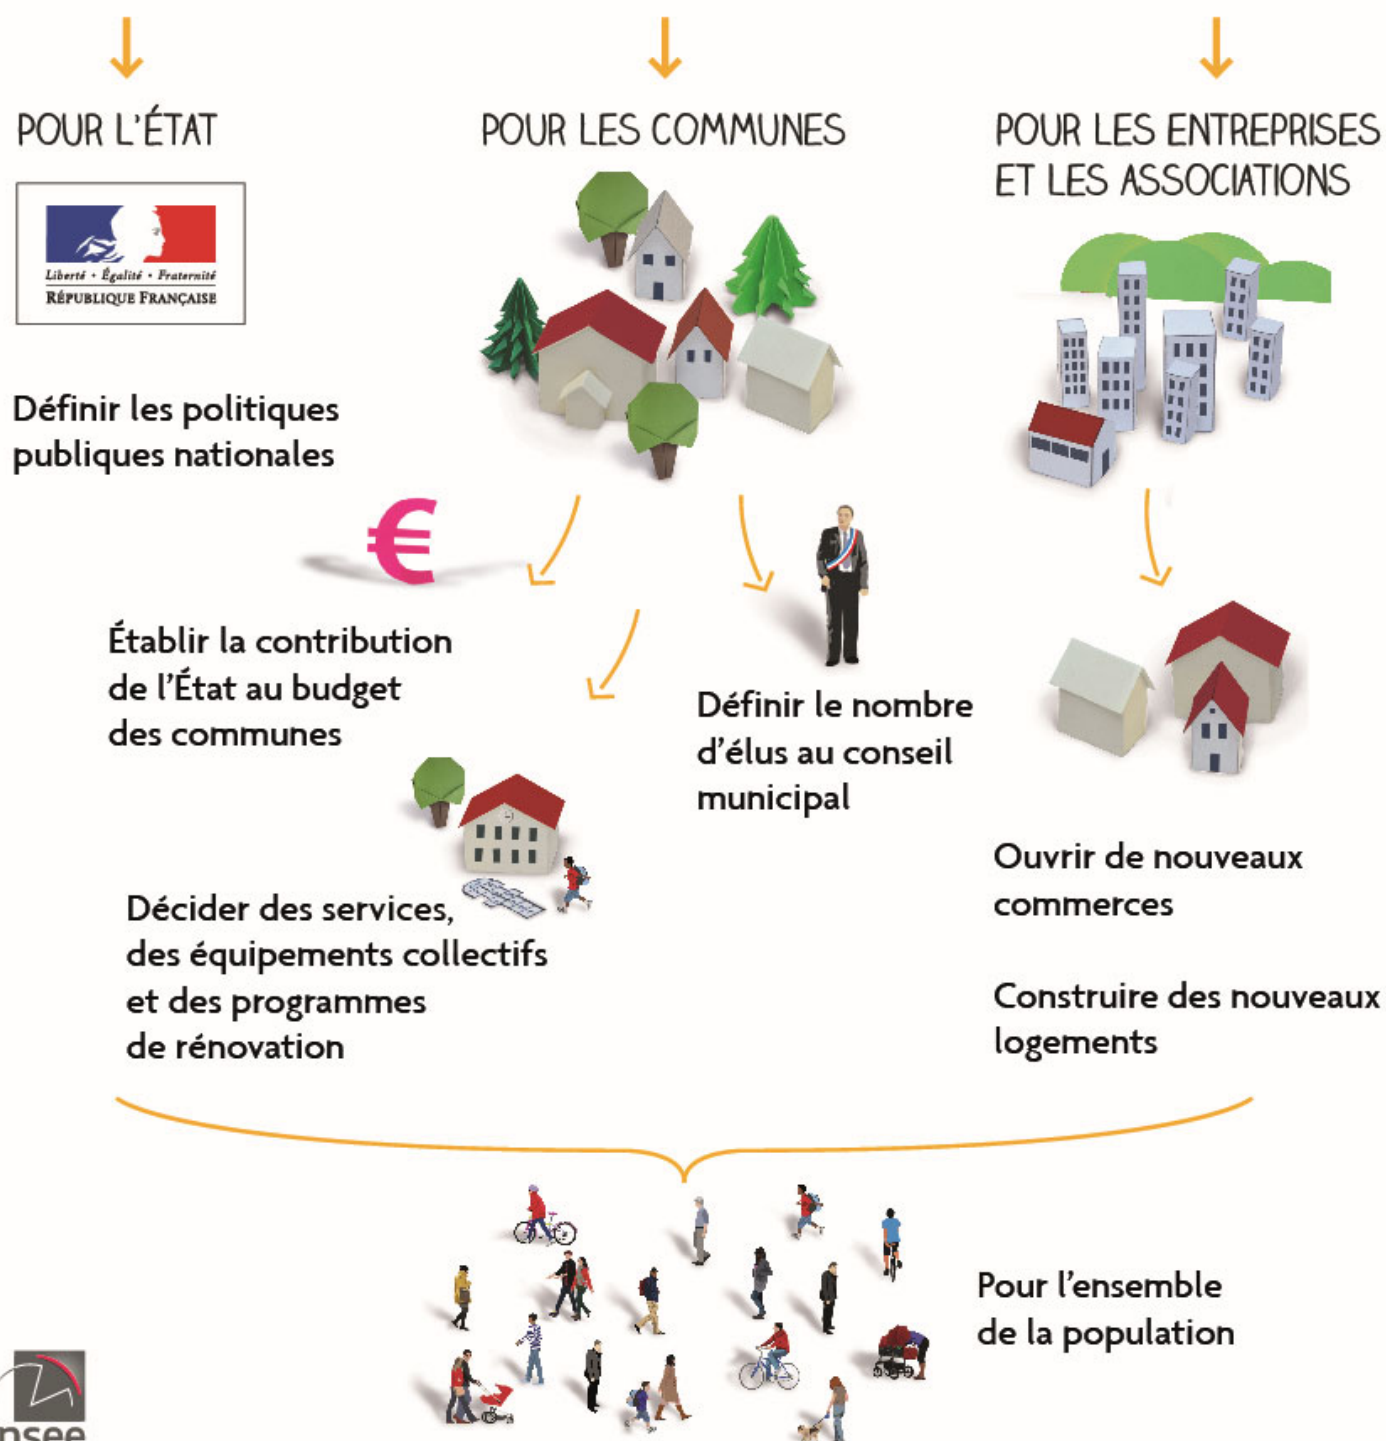 POUR L'ÉTAT
Liberté • Égalité • Fraternité
RÉPUBLIQUE FRANÇAISE
Définir les politiques
publiques nationales
POUR LES COMMUNES
€
Établir la contribution
de l'État au budget
des communes
Définir le nombre
d'élus au conseil
municipal
Décider des services,
des équipements collectifs
et des programmes
de rénovation
POUR LES ENTREPRISES
ET LES ASSOCIATIONS
Ouvrir de nouveaux
commerces
Construire des nouveaux
logements
Pour l'ensemble
de la population
nsee